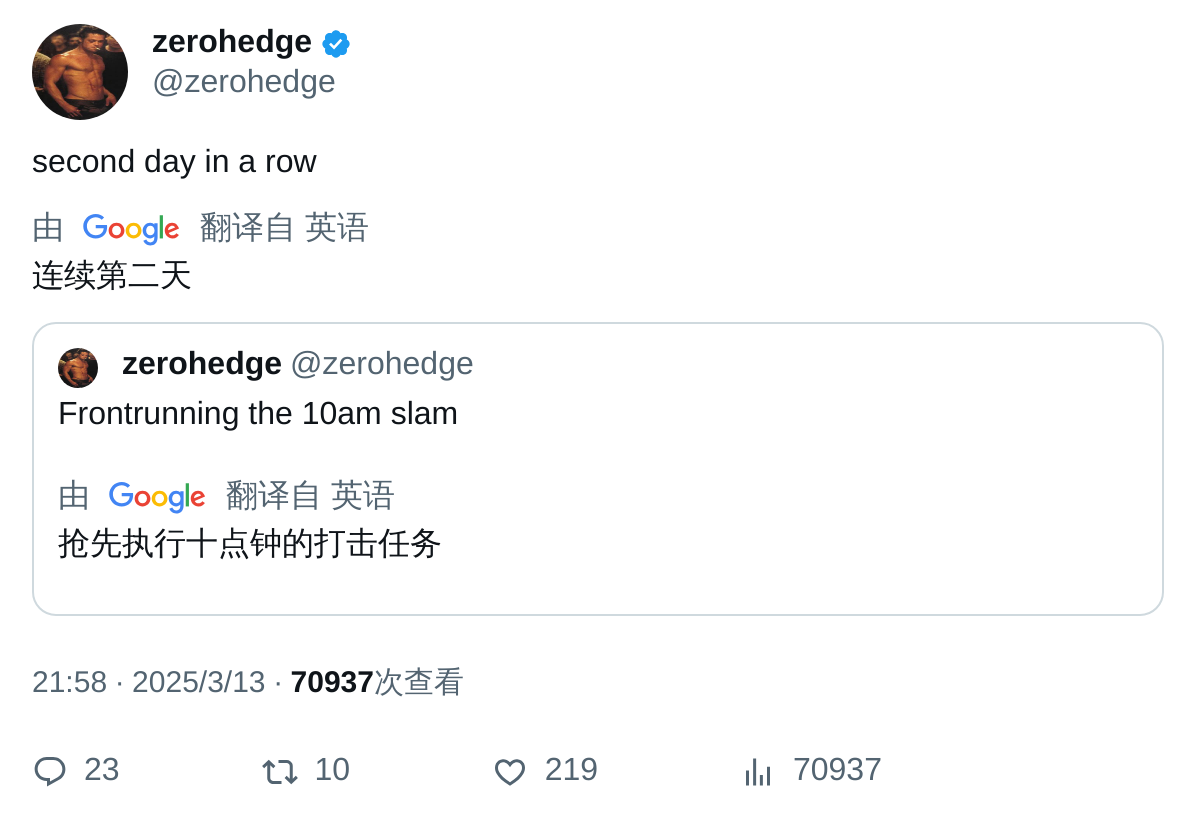 zerohedge
@zerohedge
second day in a row
由 Google 翻译自 英语
连续第二天
zerohedge @zerohedge
Frontrunning the 10am slam
由 Google 翻译自 英语
抢先执行十点钟的打击任务
21:58 · 2025/3/13 · 70937次查看
23 10 219 70937